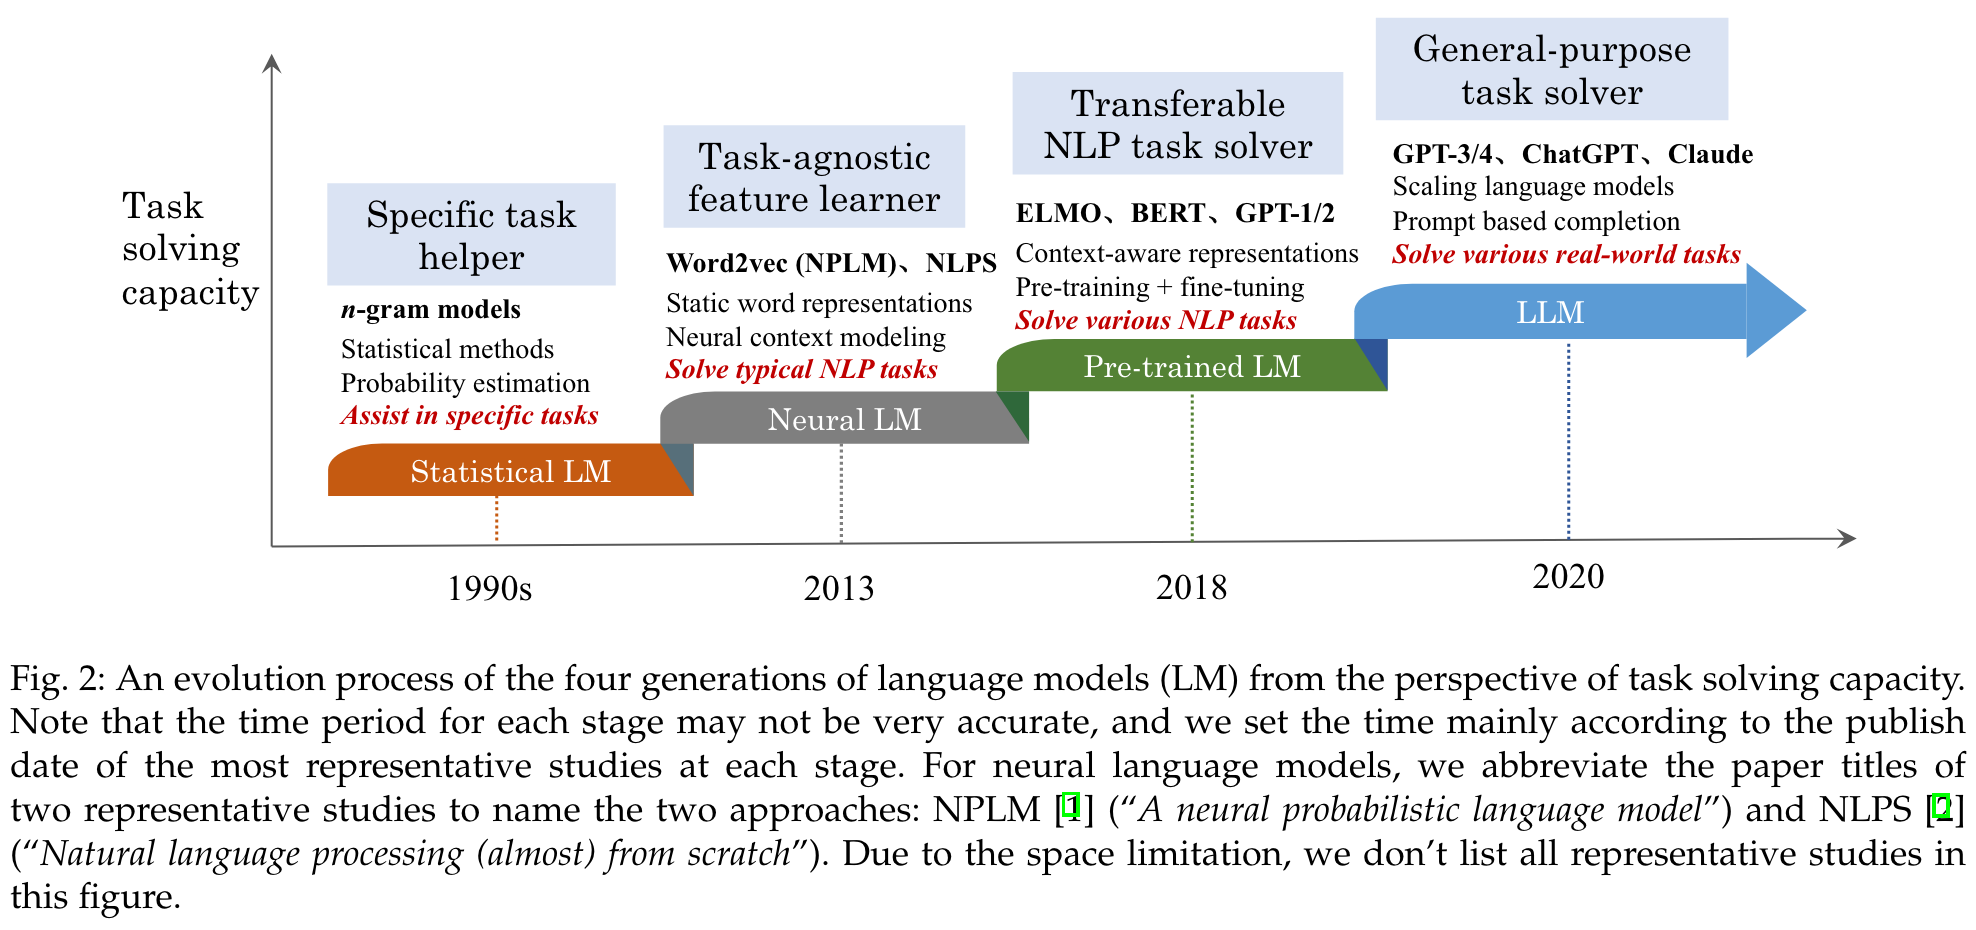 Task
solving
capacity
Specific task
helper
n-gram models
Statistical methods
Probability estimation
Assist in specific tasks
Statistical LM
1990s
Task-agnostic
feature learner
Word2vec (NPLM)、NLPS
Static word representations
Neural context modeling
Solve typical NLP tasks
Neural LM
2013
Transferable
NLP task solver
ELMO、BERT、GPT-1/2
Context-aware representations
Pre-training + fine-tuning
Solve various NLP tasks
Pre-trained LM
2018
General-purpose
task solver
GPT-3/4、ChatGPT、Claude
Scaling language models
Prompt based completion
Solve various real-world tasks
LLM
2020
Fig. 2: An evolution process of the four generations of language models (LM) from the perspective of task solving capacity.
Note that the time period for each stage may not be very accurate, and we set the time mainly according to the publish
date of the most representative studies at each stage. For neural language models, we abbreviate the paper titles of
two representative studies to name the two approaches: NPLM [1] (“A neural probabilistic language model”) and NLPS [2]
(“Natural language processing (almost) from scratch”). Due to the space limitation, we don’t list all representative studies in
this figure.